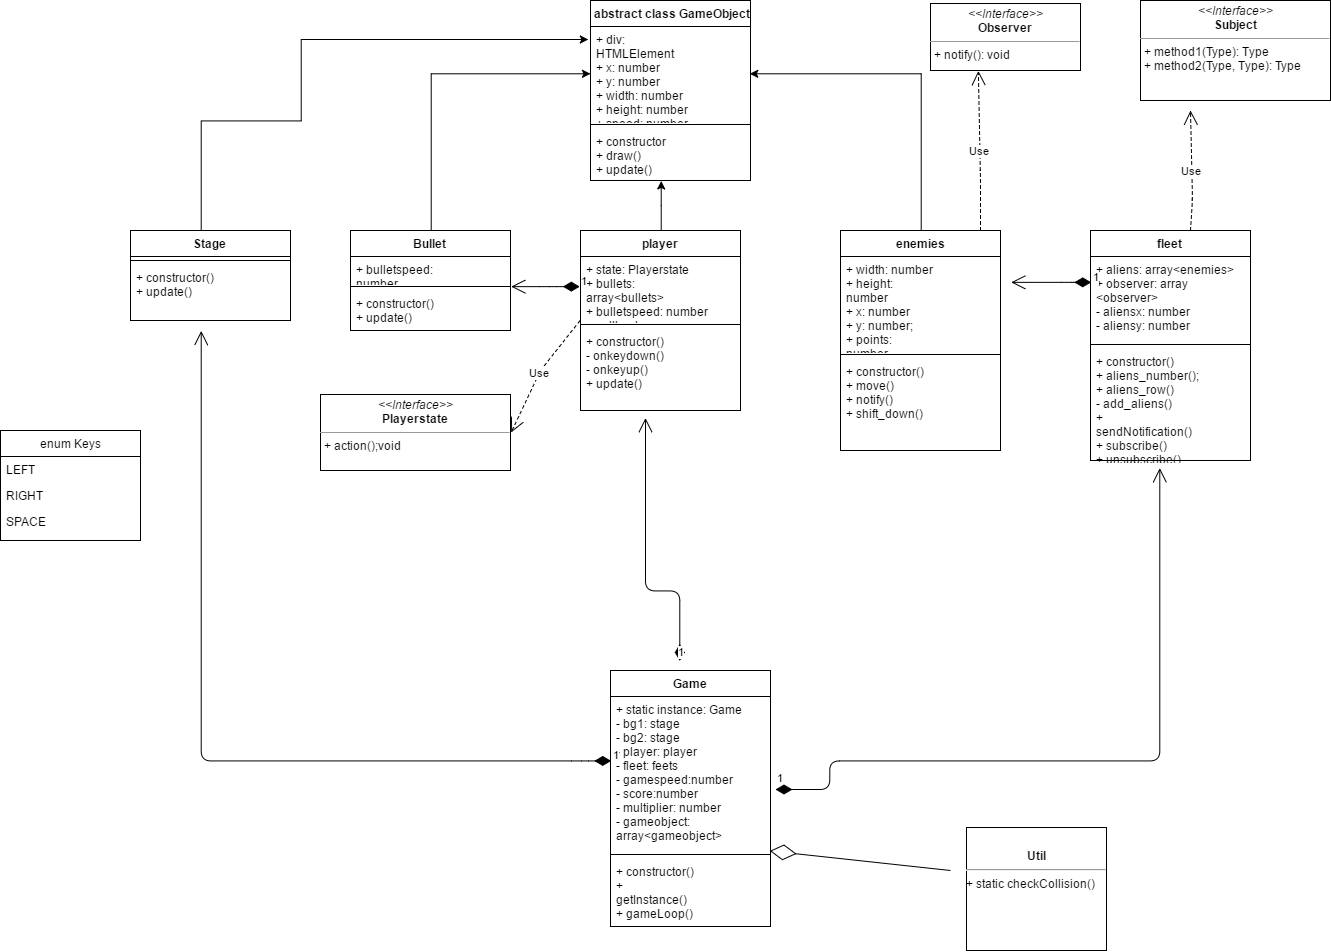 abstract class GameObject
+ div:
HTMLElement
+ x: number
+ y: number
+ width: number
+ height: number
+ speed: number
+ constructor
+ draw()
+ update()
<<Interface>>
Observer
+ notify(): void
<<Interface>>
Subject
+ method1(Type): Type
+ method2(Type, Type): Type
Use
Use
Stage
+ constructor()
+ update()
Bullet
+ bulletspeed:
number
+ constructor()
+ update()
player
+ state: Playerstate
+ bullets:
array<bullets>
+ bulletspeed: number
+ constructor()
- onkeydown()
- onkeyup()
+ update()
1
enemies
+ width: number
+ height:
number
+ x: number
+ y: number;
+ points:
number
+ constructor()
+ move()
+ notify()
+ shift_down()
fleet
+ aliens: array<enemies>
+ observer: array
<observer>
- aliensx: number
- aliensy: number
+ constructor()
+ aliens_number();
+ aliens_row()
- add_aliens()
+
sendNotification()
+ subscribe()
+ unsubscribe()
1
Use
<<Interface>>
Playerstate
+ action();void
enum Keys
LEFT
RIGHT
SPACE
1
Game
+ static instance: Game
- bg1: stage
- bg2: stage
player: player
- fleet: feets
- gamespeed:number
- score:number
- multiplier: number
- gameobject:
array<gameobject>
+ constructor()
+
getInstance()
+ gameLoop()
1
1
Util
+ static checkCollision()